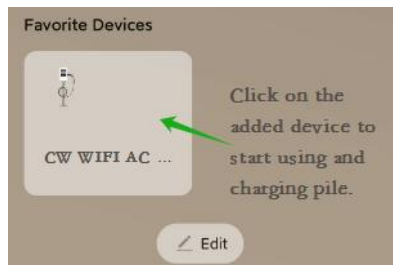 Favorite Devices
CW WIFI AC ...
Click on the
added device to
start using and
charging pile.
Edit